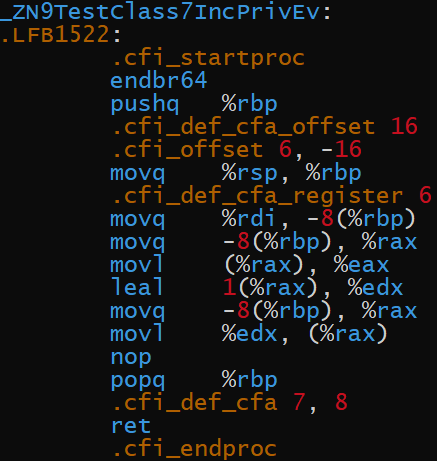 _ZN9TestClass7IncPrivEv:
.LFB1522:
.cfi_startproc
endbr64
pushq %rbp
.cfi_def_cfa_offset 16
.cfi_offset 6, -16
movq %rsp, %rbp
.cfi_def_cfa_register 6
movq %rdi, -8(%rbp)
movq -8(%rbp), %rax
movl (%rax), %eax
leal 1(%rax), %edx
movq -8(%rbp), %rax
movl %edx, (%rax)
nop
popq %rbp
.cfi_def_cfa 7, 8
ret
.cfi_endproc